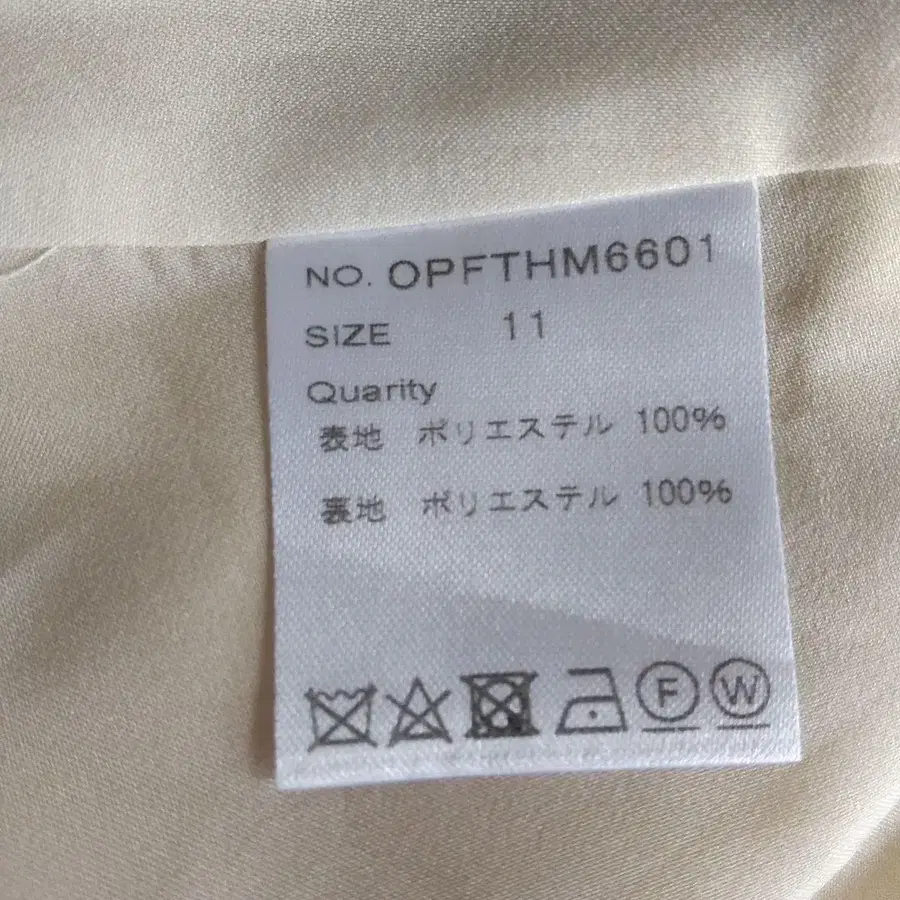 NO. OPFTHM6601
SIZE 11
Quarity
表地 ポリエステル 100%
裏地 ポリエステル 100%
F W